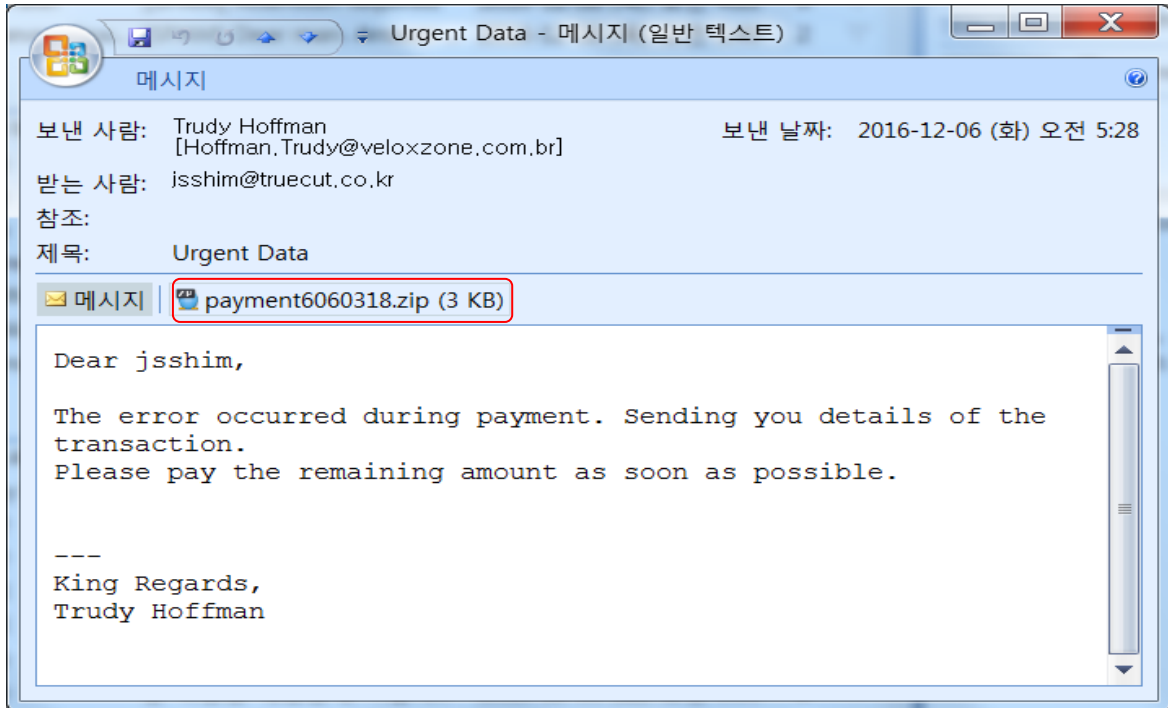 Urgent Data - 메시지 (일반 텍스트)
메시지
보낸 사람: Trudy Hoffman
[Hoffman.Trudy@veloxzone.com.br]
보낸 날짜: 2016-12-06 (화) 오전 5:28
받는 사람: jsshim@truecut.co.kr
참조:
제목: Urgent Data
메시지 payment6060318.zip (3 KB)
Dear jsshim,
The error occurred during payment. Sending you details of the
transaction.
Please pay the remaining amount as soon as possible.
---
King Regards,
Trudy Hoffman